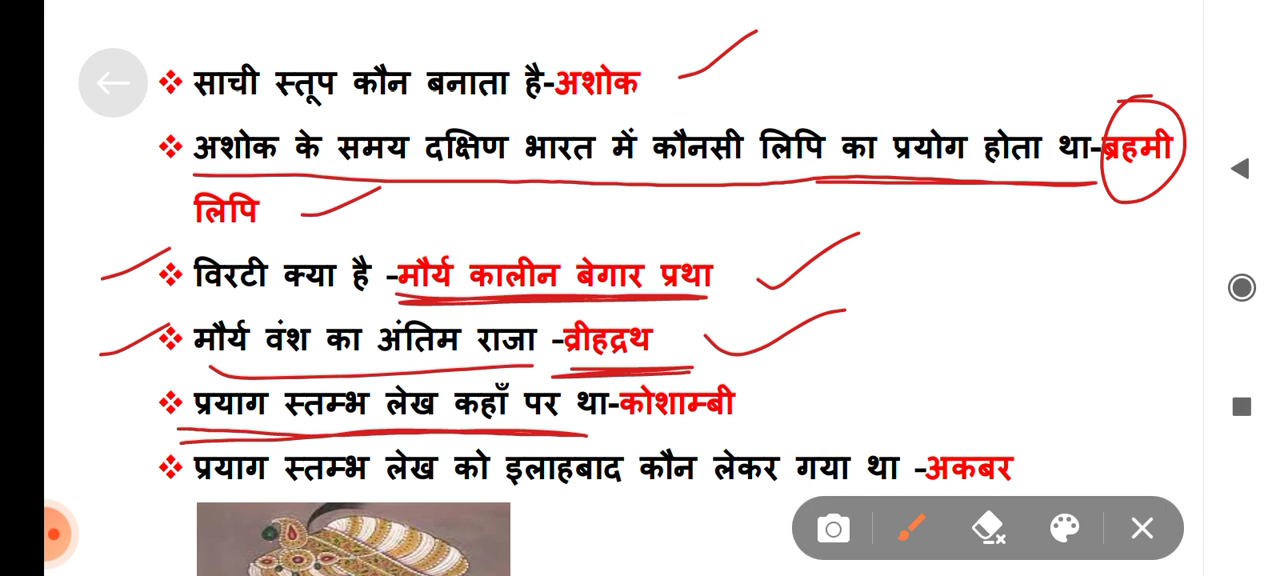 ❖ साची स्तूप कौन बनाता है-अशोक
❖ अशोक के समय दक्षिण भारत में कौनसी लिपि का प्रयोग होता था-ब्रहमी
लिपि
❖ विरटी क्या है -मौर्य कालीन बेगार प्रथा
❖ मौर्य वंश का अंतिम राजा -व्रीहद्रथ
❖ प्रयाग स्तम्भ लेख कहाँ पर था-कोशाम्बी
❖ प्रयाग स्तम्भ लेख को इलाहबाद कौन लेकर गया था -अकबर